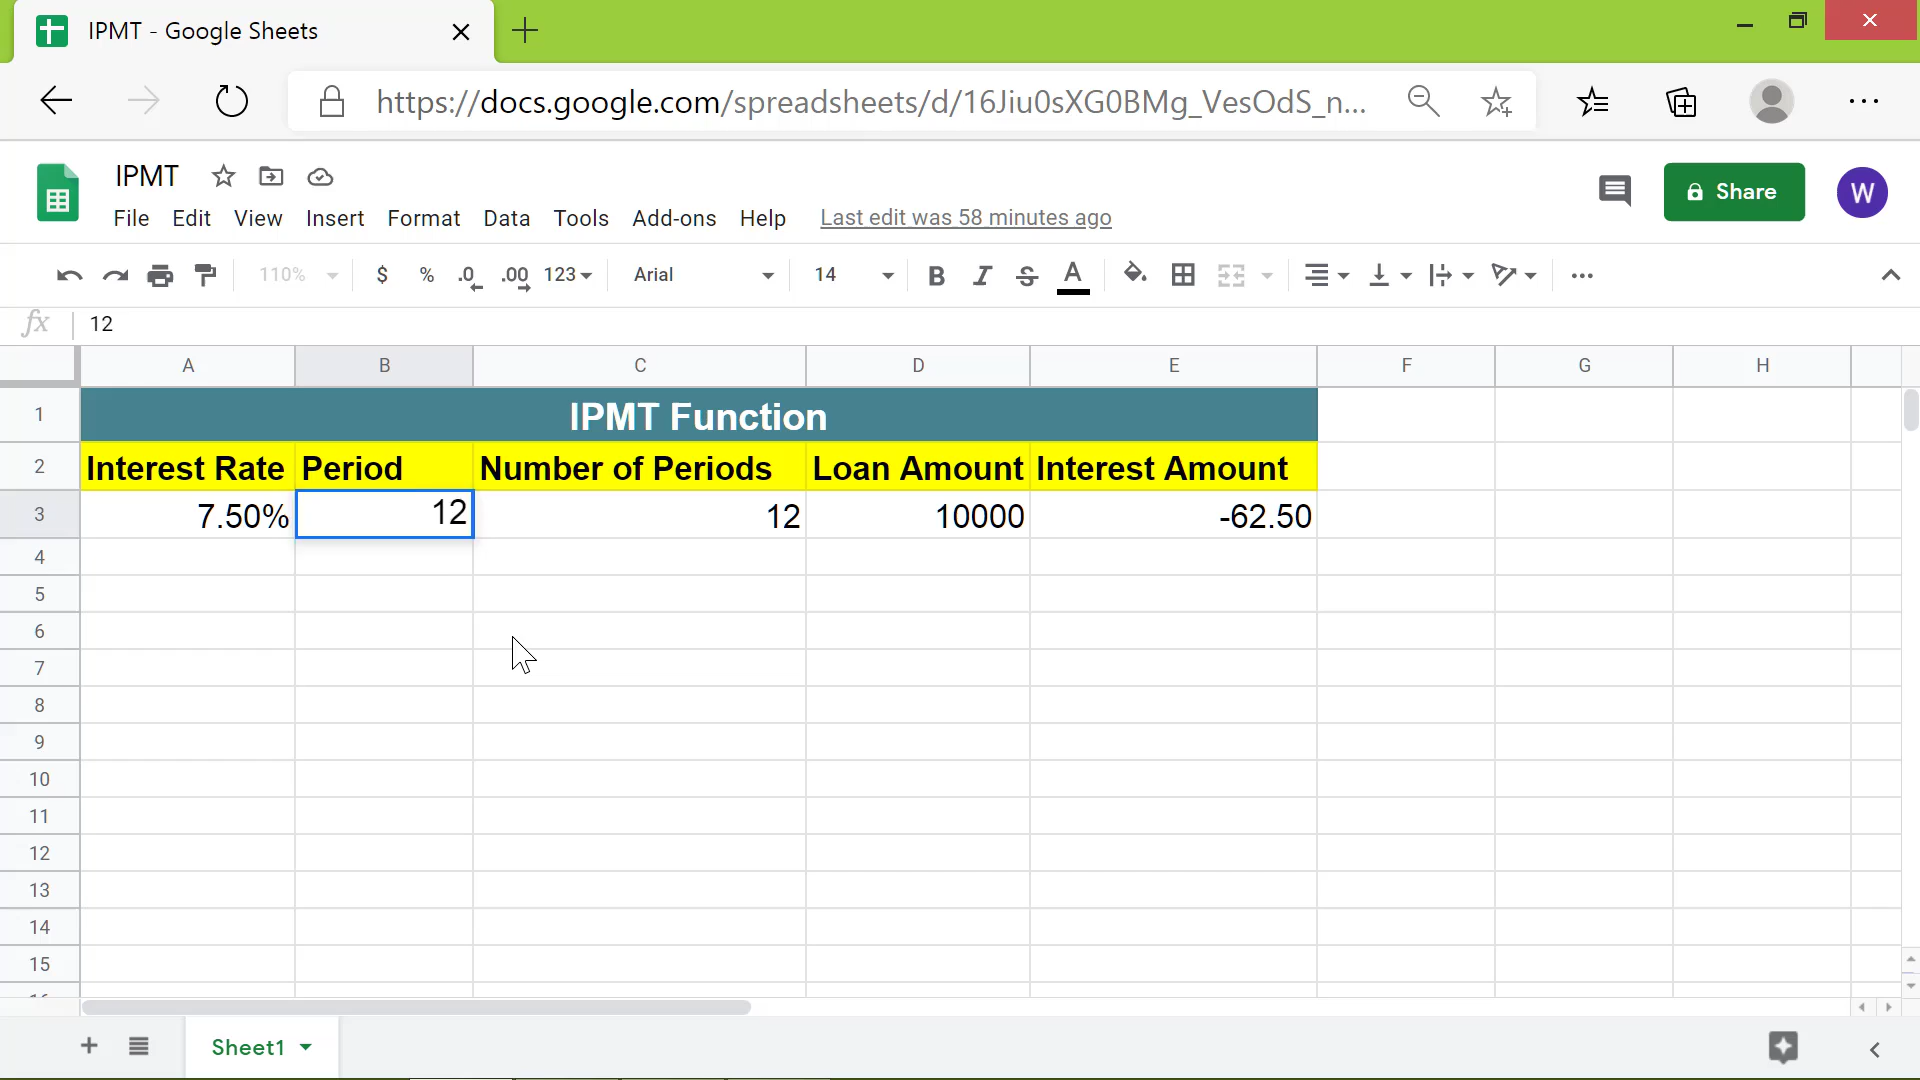 IPMT - Google Sheets
https://docs.google.com/spreadsheets/d/16Jiu0sXG0BMg_VesOdS_n...
IPMT
File Edit View Insert Format Data Tools Add-ons Help Last edit was 58 minutes ago
Share
W
110% $ % .0 .00 123 Arial 14 B I S A
fx 12
A B C D E F G H
1 IPMT Function
2 Interest Rate Period Number of Periods Loan Amount Interest Amount
3 7.50% 12 12 10000 -62.50
4
5
6
7
8
9
10
11
12
13
14
15
Sheet1